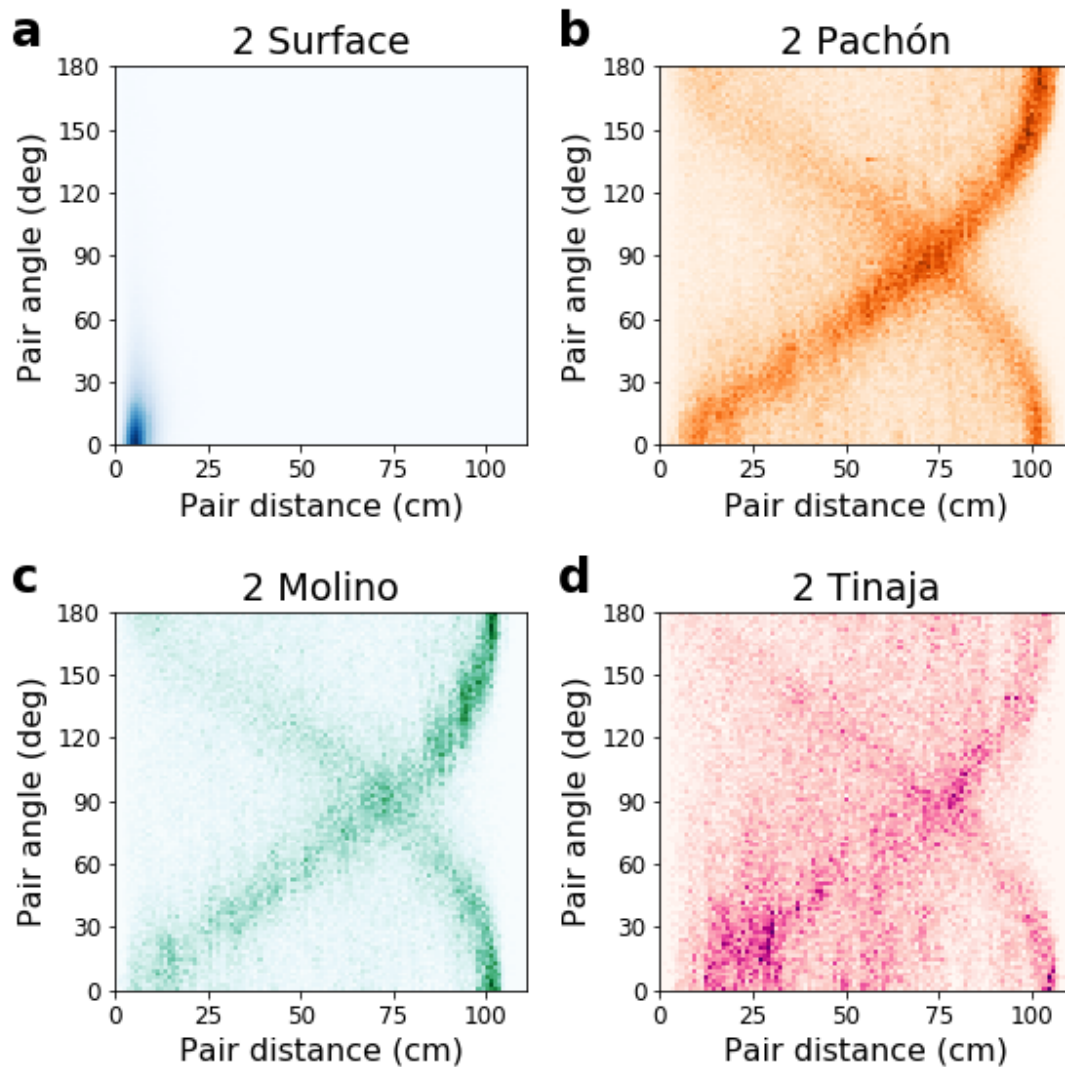 a
2 Surface
180
150
120
90
60
30
0
Pair angle (deg)
0 25 50 75 100
Pair distance (cm)
b
2 Pachón
180
150
120
90
60
30
0
Pair angle (deg)
0 25 50 75 100
Pair distance (cm)
c
2 Molino
180
150
120
90
60
30
0
Pair angle (deg)
0 25 50 75 100
Pair distance (cm)
d
2 Tinaja
180
150
120
90
60
30
0
Pair angle (deg)
0 25 50 75 100
Pair distance (cm)